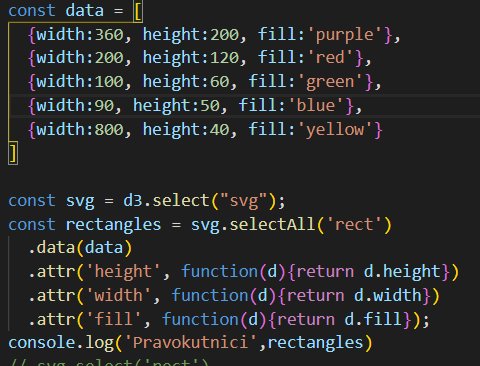 const data = [
{width:360, height:200, fill:'purple'},
{width:200, height:120, fill:'red'},
{width:100, height:60, fill:'green'},
{width:90, height:50, fill:'blue'},
{width:800, height:40, fill:'yellow'}
]
const svg = d3.select("svg");
const rectangles = svg.selectAll('rect')
.data(data)
.attr('height', function(d){return d.height})
.attr('width', function(d){return d.width})
.attr('fill', function(d){return d.fill});
console.log('Pravokutnici',rectangles)
// svg.select('rect')